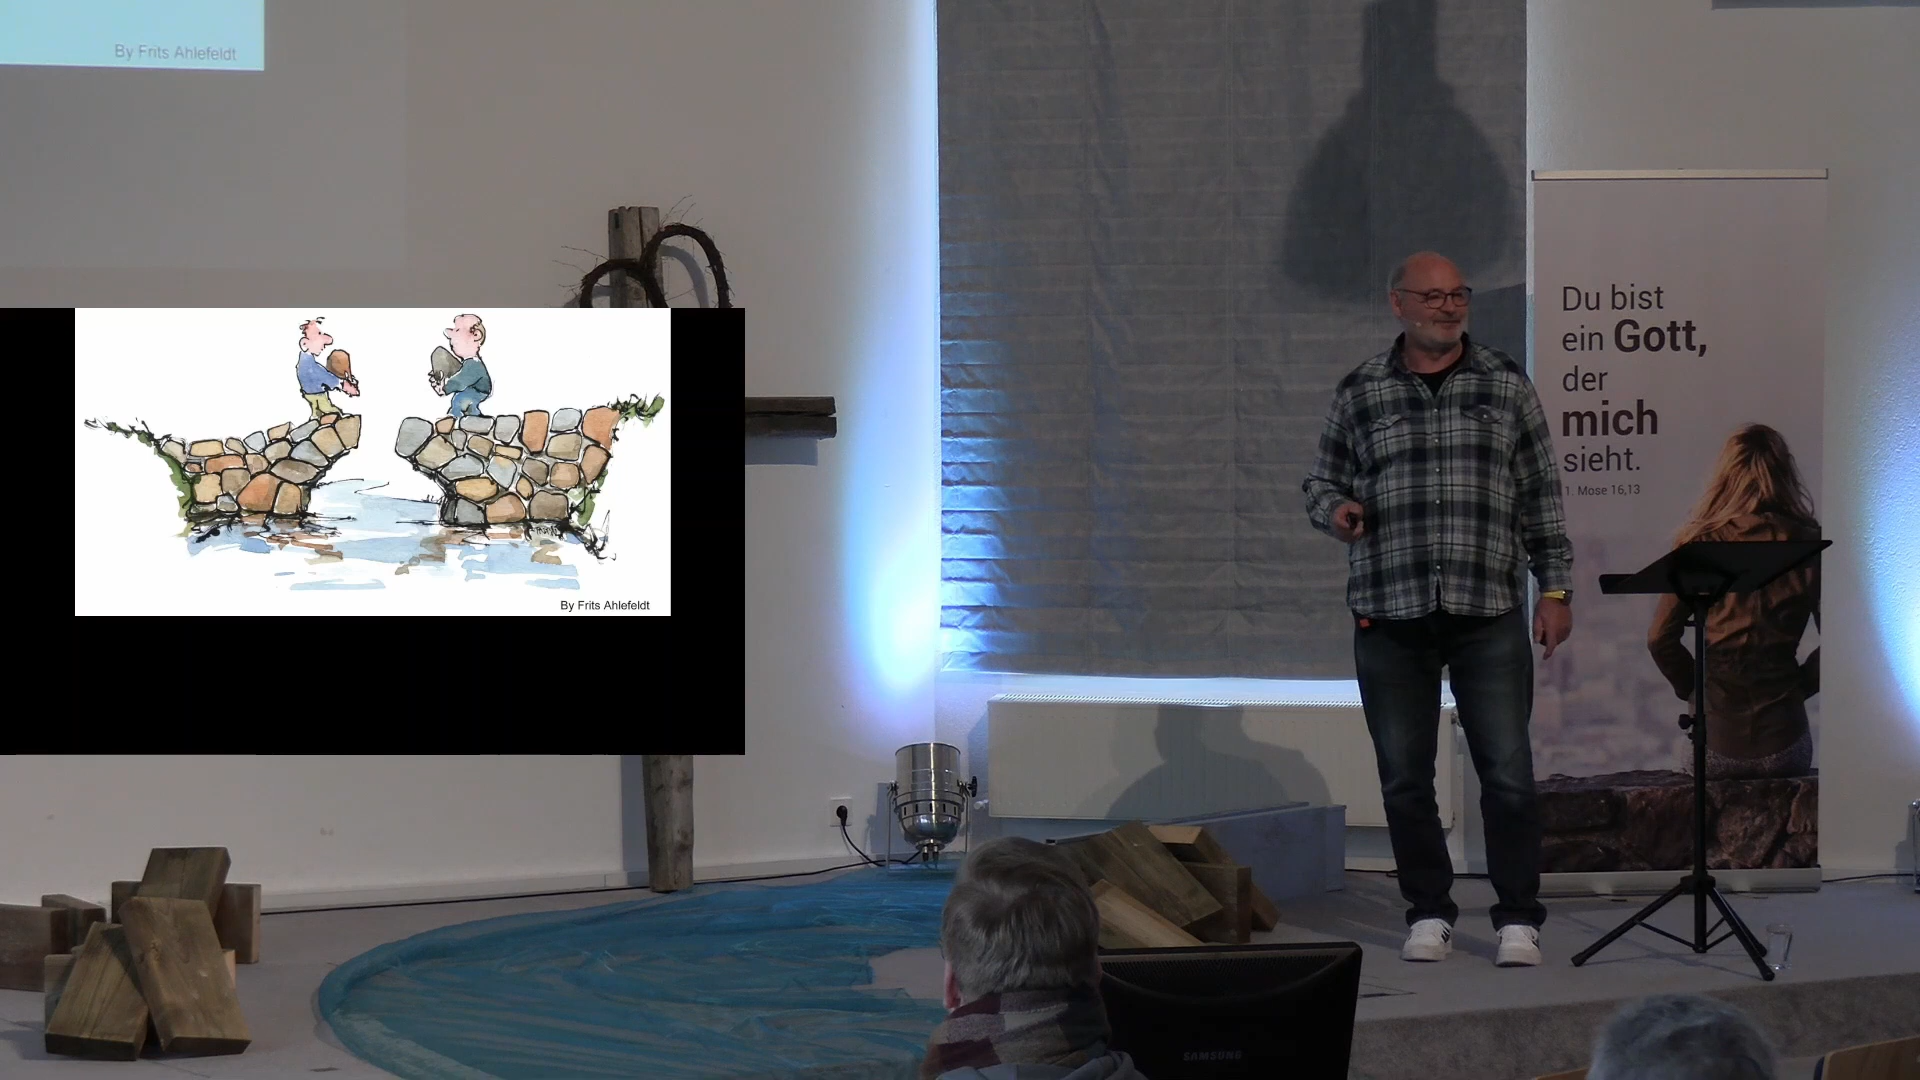 By Frits Ahlefeldt
By Frits Ahlefeldt
Du bist
ein Gott,
der
mich
sieht.
1. Mose 16,13
SAMSUNG